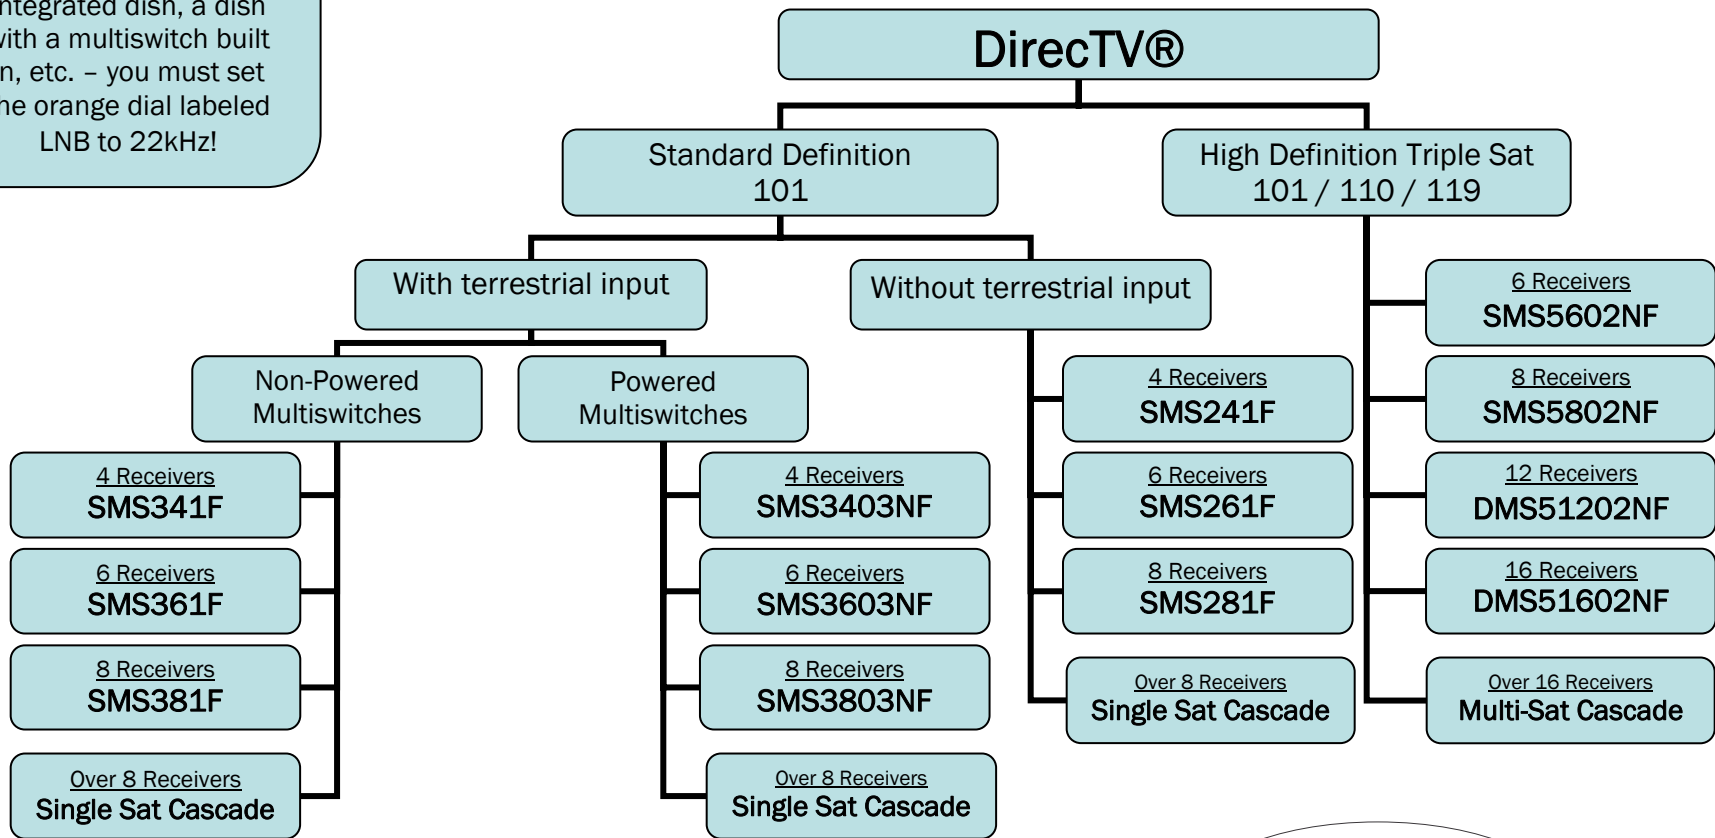 integrated dish, a dish
with a multiswitch built
in, etc. – you must set
the orange dial labeled
LNB to 22kHz!
DirecTV®
Standard Definition
101
High Definition Triple Sat
101 / 110 / 119
With terrestrial input
Without terrestrial input
Non-Powered
Multiswitches
Powered
Multiswitches
4 Receivers
SMS341F
6 Receivers
SMS361F
8 Receivers
SMS381F
Over 8 Receivers
Single Sat Cascade
4 Receivers
SMS3403NF
6 Receivers
SMS3603NF
8 Receivers
SMS3803NF
Over 8 Receivers
Single Sat Cascade
4 Receivers
SMS241F
6 Receivers
SMS261F
8 Receivers
SMS281F
Over 8 Receivers
Single Sat Cascade
6 Receivers
SMS5602NF
8 Receivers
SMS5802NF
12 Receivers
DMS51202NF
16 Receivers
DMS51602NF
Over 16 Receivers
Multi-Sat Cascade